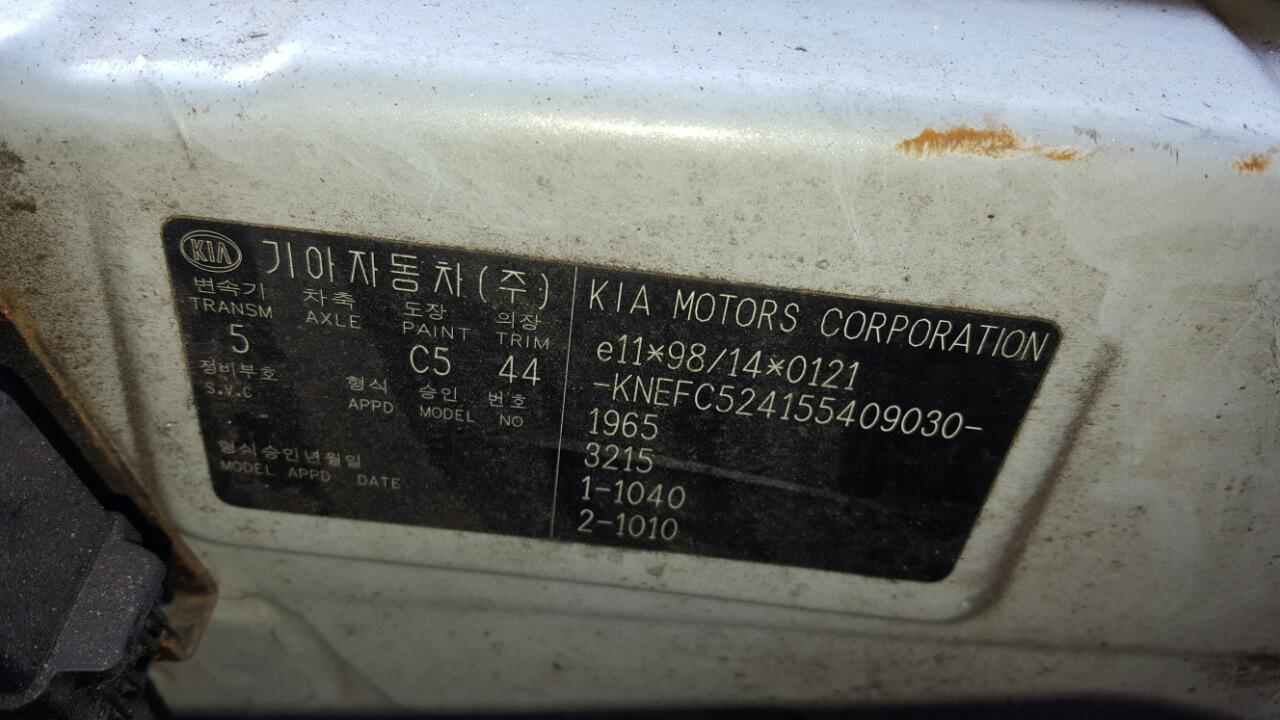 KIA 기아자동차(주)
변속기 차축 도장 의장
TRANSM AXLE PAINT TRIM
5 C5 44
정비부호 형식 승인 번호
S.V.C APPD MODEL NO
형식승인년월일
MODEL APPD DATE
KIA MOTORS CORPORATION
e11*98/14*0121
-KNEFC524155409030-
1965
3215
1-1040
2-1010